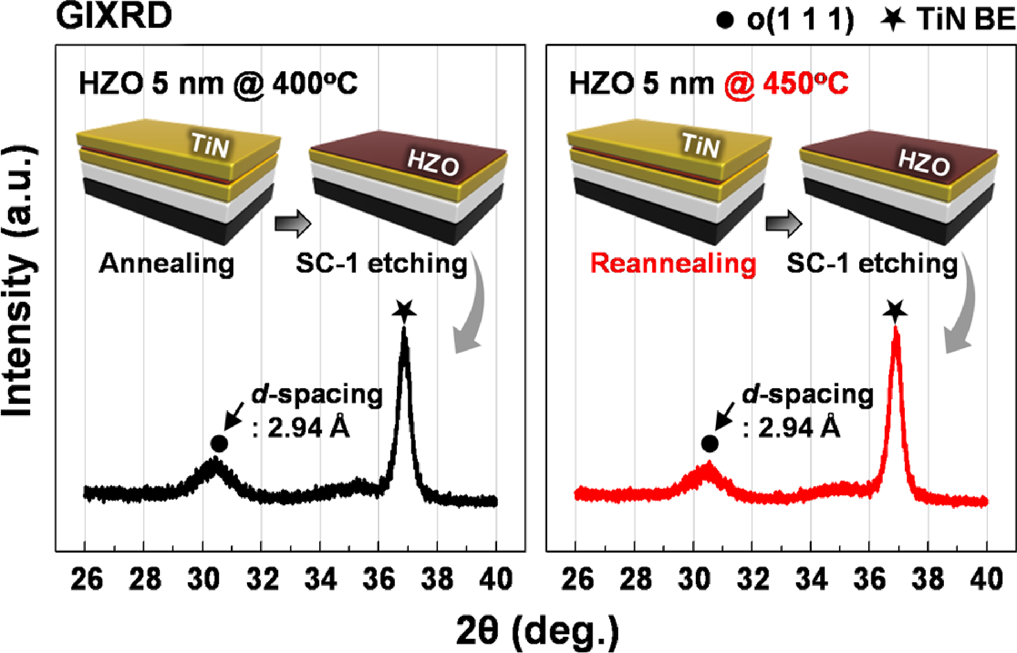 GIXRD
● o(1 1 1) ★ TiN BE
HZO 5 nm @ 400ºC
TiN
HZO
Annealing
SC-1 etching
d-spacing
: 2.94 Å
26 28 30 32 34 36 38 40
HZO 5 nm @ 450ºC
TiN
HZO
Reannealing
SC-1 etching
d-spacing
: 2.94 Å
26 28 30 32 34 36 38 40
Intensity (a.u.)
2θ (deg.)